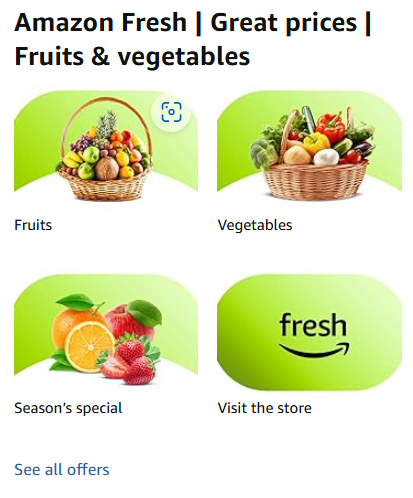 Amazon Fresh | Great prices |
Fruits & vegetables
Fruits
Vegetables
fresh
Season's special
Visit the store
See all offers